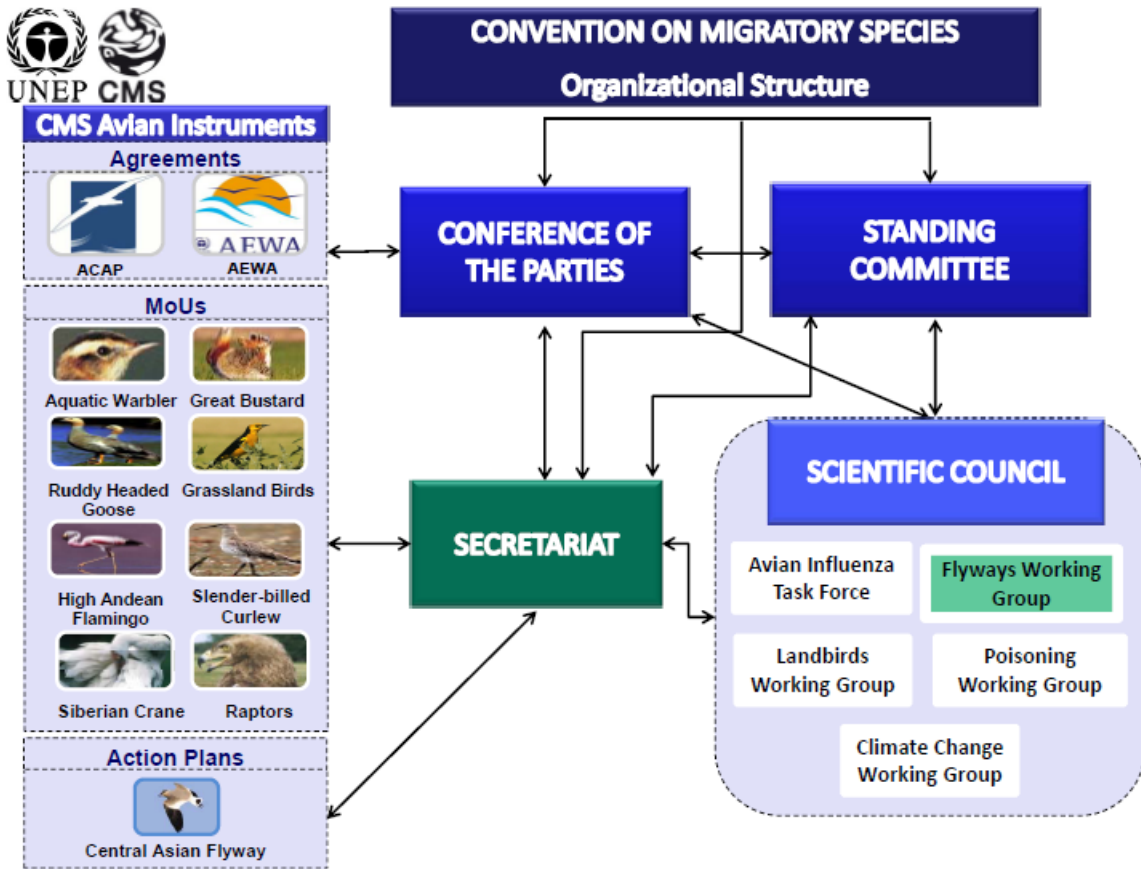 UNEP CMS
CONVENTION ON MIGRATORY SPECIES
Organizational Structure
CMS Avian Instruments
Agreements
ACAP
AEWA
AEWA
MoUs
Aquatic Warbler
Great Bustard
Ruddy Headed
Goose
Grassland Birds
High Andean
Flamingo
Slender-billed
Curlew
Siberian Crane
Raptors
Action Plans
Central Asian Flyway
CONFERENCE OF
THE PARTIES
STANDING
COMMITTEE
SECRETARIAT
SCIENTIFIC COUNCIL
Avian Influenza
Task Force
Flyways Working
Group
Landbirds
Working Group
Poisoning
Working Group
Climate Change
Working Group